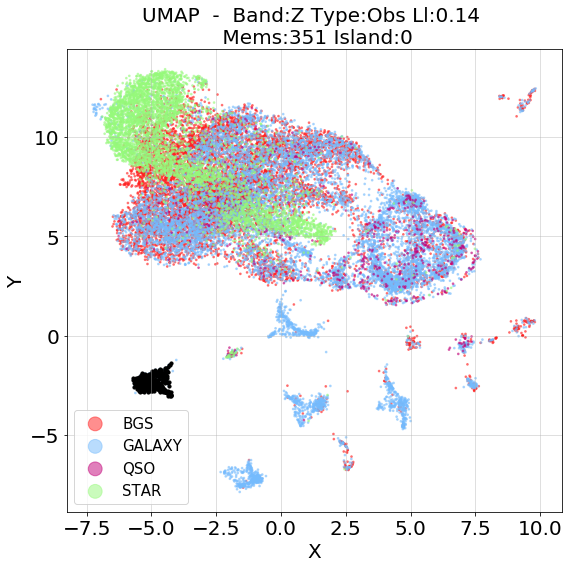 UMAP  -  Band:Z Type:Obs Ll:0.14
Mems:351 Island:0
Y
10
5
0
−5
BGS
GALAXY
QSO
STAR
−7.5 −5.0 −2.5 0.0 2.5 5.0 7.5 10.0
X